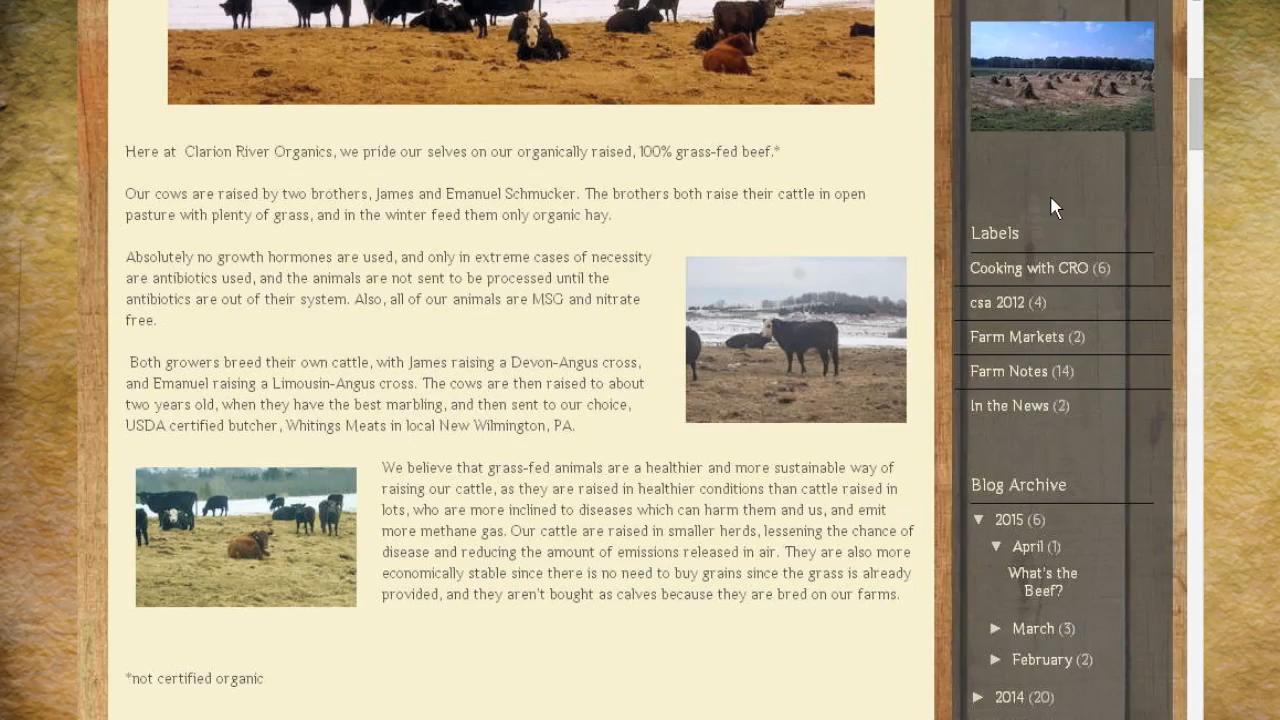 Here at  Clarion River Organics, we pride our selves on our organically raised, 100% grass-fed beef.*
Our cows are raised by two brothers, James and Emanuel Schmucker. The brothers both raise their cattle in open
pasture with plenty of grass, and in the winter feed them only organic hay.
Absolutely no growth hormones are used, and only in extreme cases of necessity
are antibiotics used, and the animals are not sent to be processed until the
antibiotics are out of their system. Also, all of our animals are MSG and nitrate
free.
Both growers breed their own cattle, with James raising a Devon-Angus cross,
and Emanuel raising a Limousin-Angus cross. The cows are then raised to about
two years old, when they have the best marbling, and then sent to our choice,
USDA certified butcher, Whitings Meats in local New Wilmington, PA.
We believe that grass-fed animals are a healthier and more sustainable way of
raising our cattle, as they are raised in healthier conditions than cattle raised in
lots, who are more inclined to diseases which can harm them and us, and emit
more methane gas. Our cattle are raised in smaller herds, lessening the chance of
disease and reducing the amount of emissions released in air. They are also more
economically stable since there is no need to buy grains since the grass is already
provided, and they aren't bought as calves because they are bred on our farms.
*not certified organic
Labels
Cooking with CRO (6)
csa 2012 (4)
Farm Markets (2)
Farm Notes (14)
In the News (2)
Blog Archive
▼ 2015 (6)
▼ April (1)
What's the
Beef?
► March (3)
► February (2)
► 2014 (20)